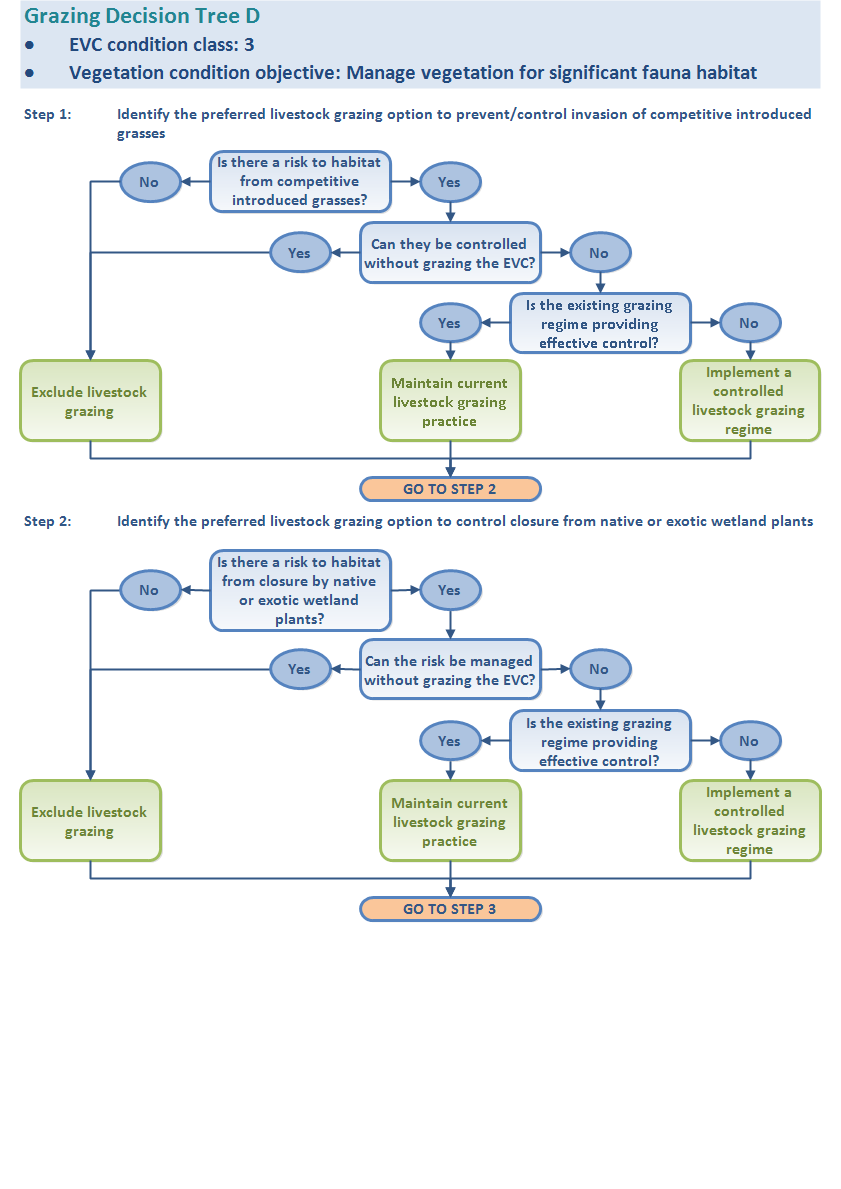 Grazing Decision Tree D
● EVC condition class: 3
● Vegetation condition objective: Manage vegetation for significant fauna habitat
Step 1: Identify the preferred livestock grazing option to prevent/control invasion of competitive introduced
grasses
Is there a risk to habitat
from competitive
introduced grasses?
No
Yes
Can they be controlled
without grazing the EVC?
Yes
No
Is the existing grazing
regime providing
effective control?
Yes
No
Exclude livestock
grazing
Maintain current
livestock grazing
practice
Implement a
controlled
livestock grazing
regime
GO TO STEP 2
Step 2: Identify the preferred livestock grazing option to control closure from native or exotic wetland plants
Is there a risk to habitat
from closure by native
or exotic wetland
plants?
No
Yes
Can the risk be managed
without grazing the EVC?
Yes
No
Is the existing grazing
regime providing
effective control?
Yes
No
Exclude livestock
grazing
Maintain current
livestock grazing
practice
Implement a
controlled
livestock grazing
regime
GO TO STEP 3